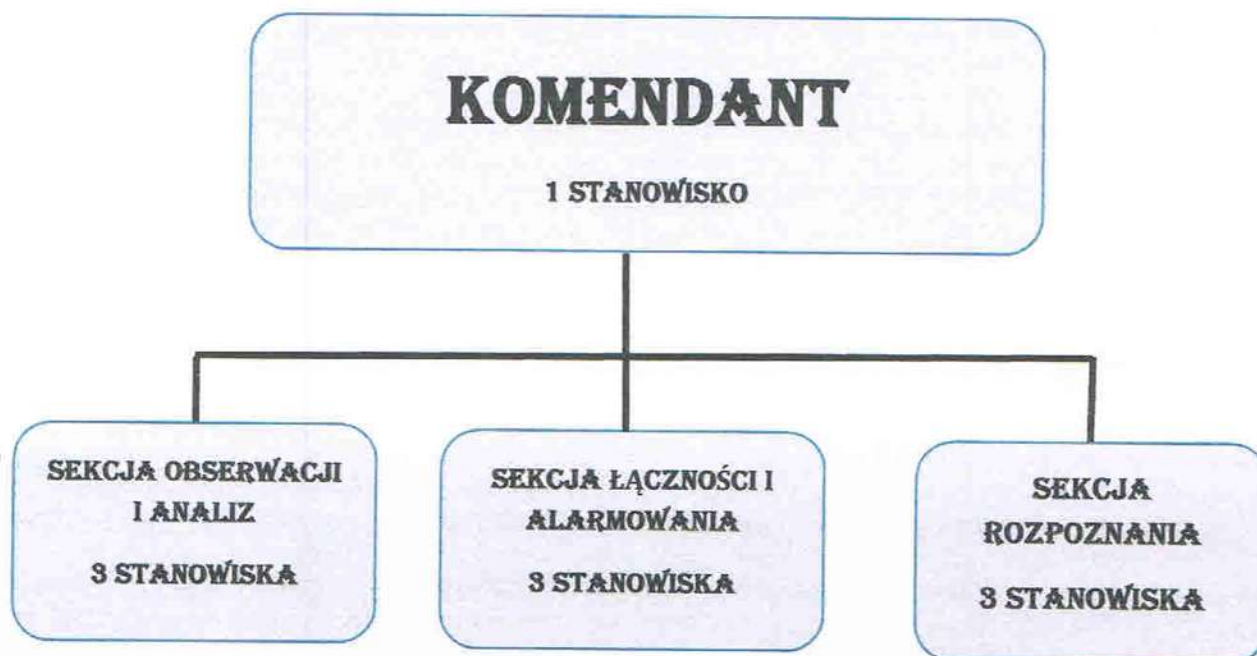 KOMENDANT
1 STANOWISKO
SEKCJA OBSERWACJI
I ANALIZ
3 STANOWISKA
SEKCJA ŁĄCZNOŚCI I
ALARMOWANIA
3 STANOWISKA
SEKCJA
ROZPOZNANIA
3 STANOWISKA